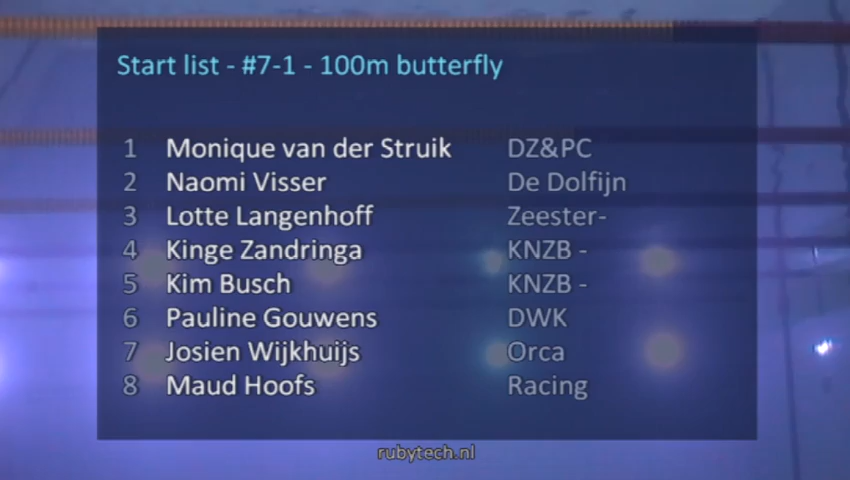 Start list - #7-1 - 100m butterfly
1 Monique van der Struik DZ&PC
2 Naomi Visser De Dolfijn
3 Lotte Langenhoff Zeester-
4 Kinge Zandringa KNZB -
5 Kim Busch KNZB -
6 Pauline Gouwens DWK
7 Josien Wijkhuijs Orca
8 Maud Hoofs Racing
rubytech.nl